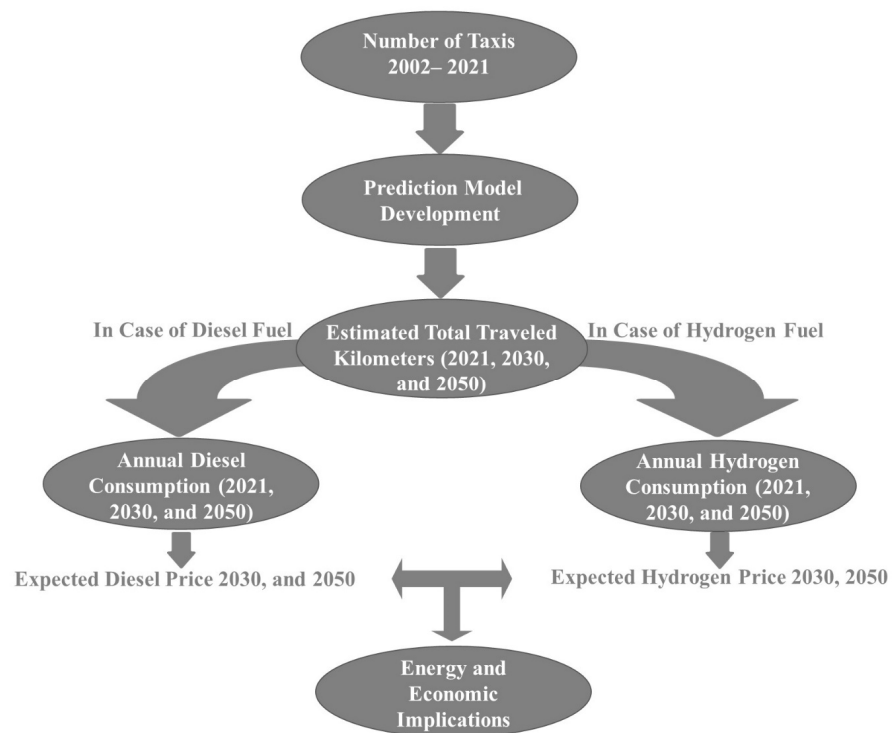 Number of Taxis
2002– 2021
Prediction Model
Development
In Case of Diesel Fuel
In Case of Hydrogen Fuel
Estimated Total Traveled
Kilometers (2021, 2030,
and 2050)
Annual Diesel
Consumption (2021,
2030, and 2050)
Annual Hydrogen
Consumption (2021,
2030, and 2050)
Expected Diesel Price 2030, and 2050
Expected Hydrogen Price 2030, 2050
Energy and
Economic
Implications